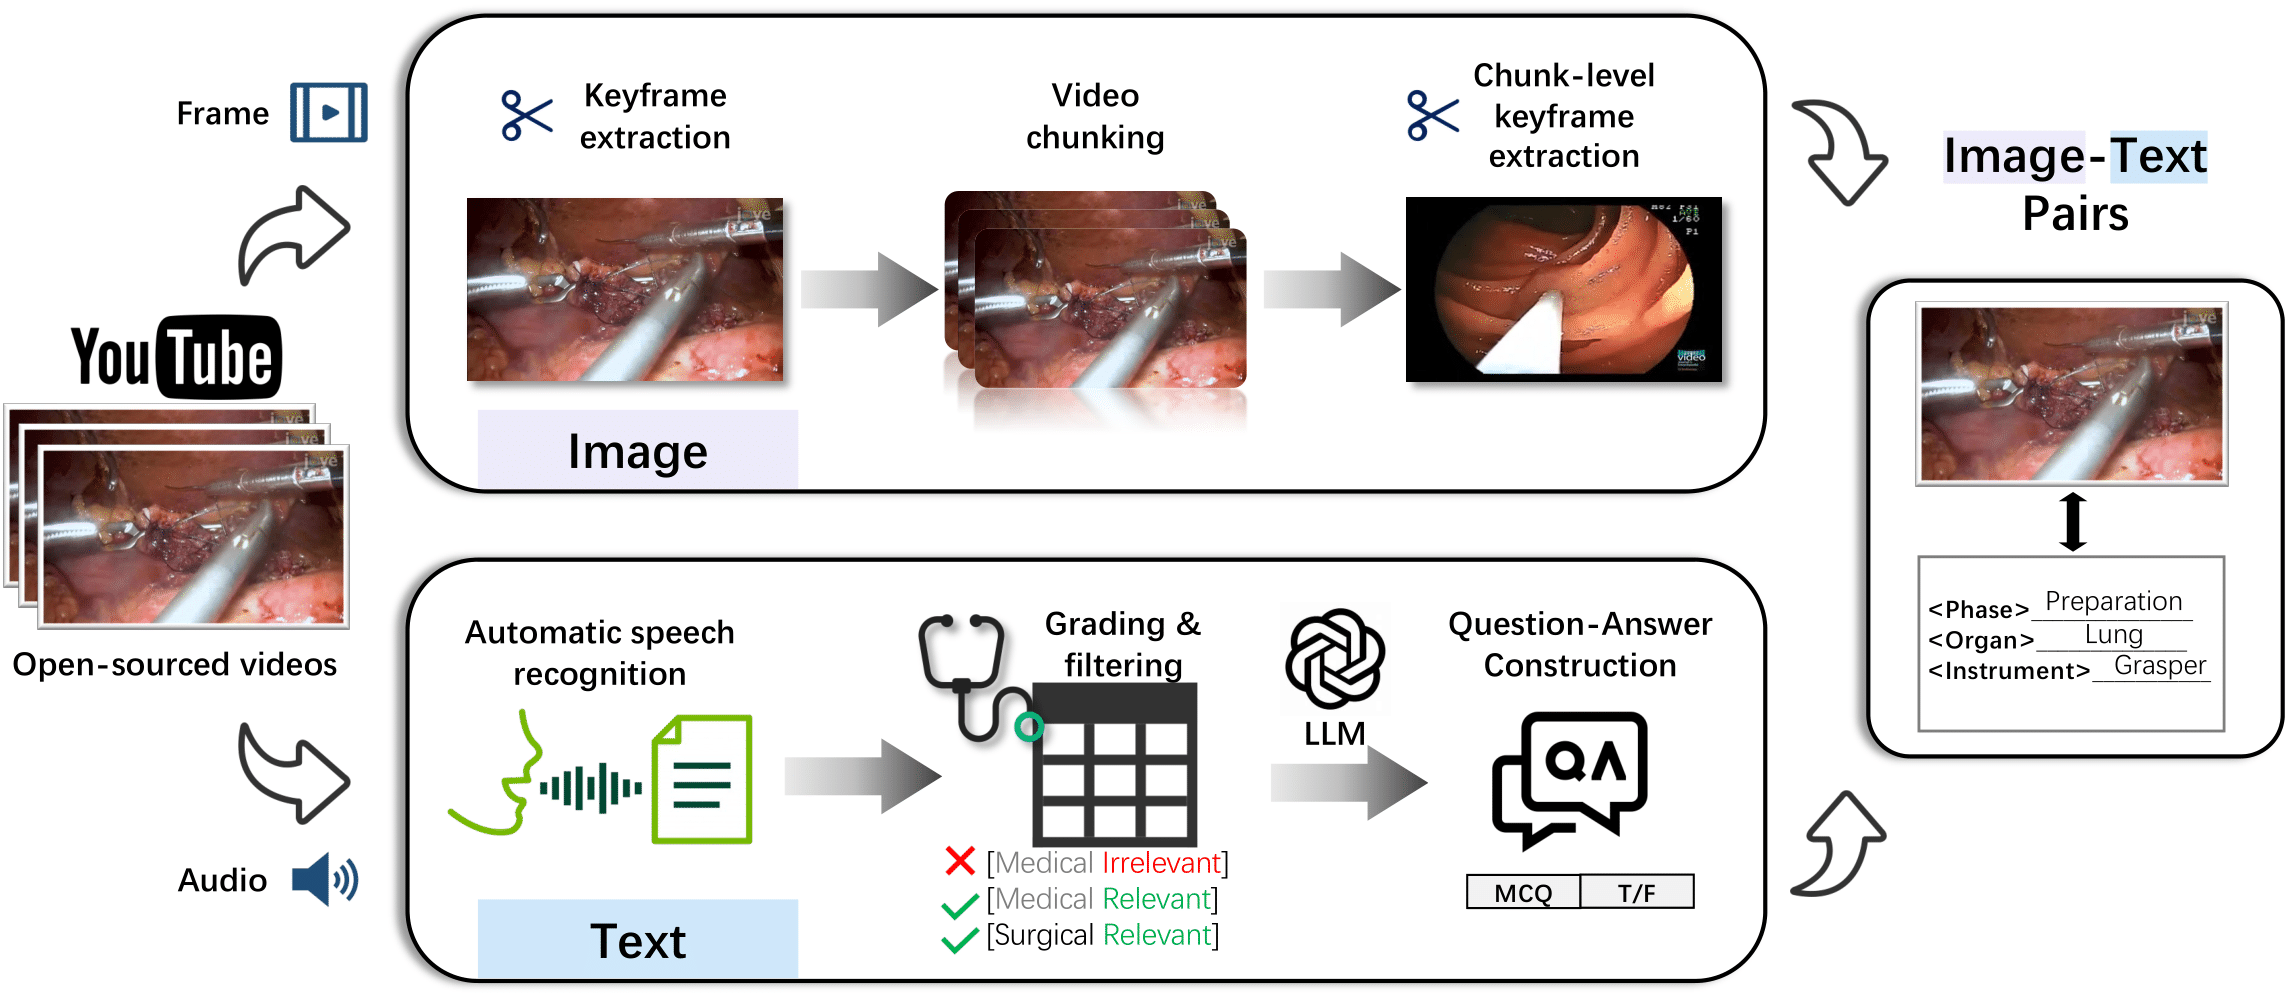 Frame
YouTube
Open-sourced videos
Audio
Keyframe
extraction
Video
chunking
Chunk-level
keyframe
extraction
Image
Automatic speech
recognition
Grading &
filtering
[Medical Irrelevant]
[Medical Relevant]
[Surgical Relevant]
LLM
Question-Answer
Construction
QA
MCQ T/F
Text
Image-Text
Pairs
<Phase> Preparation
<Organ> Lung
<Instrument> Grasper